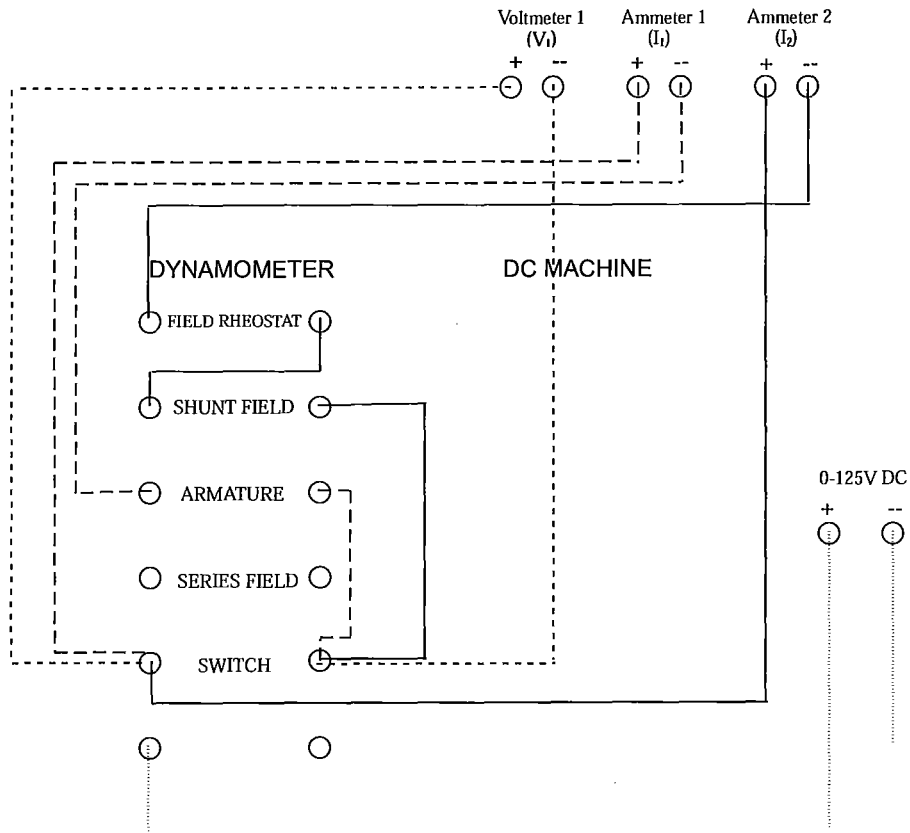 Voltmeter 1 Ammeter 1 Ammeter 2
(V₁) (I₁) (I₂)
+ -- + -- + --
DYNAMOMETER DC MACHINE
FIELD RHEOSTAT
SHUNT FIELD
0-125V DC
ARMATURE
+ --
SERIES FIELD
SWITCH